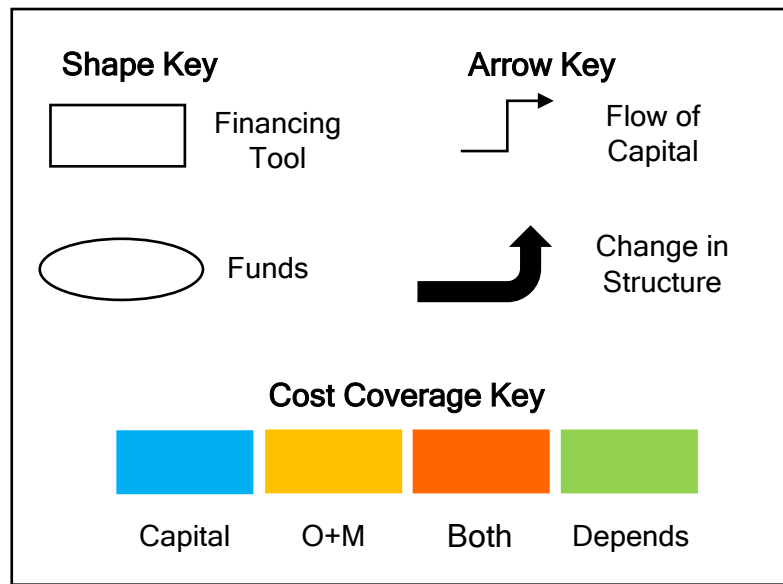 Shape Key
Arrow Key
Financing
Tool
Flow of
Capital
Funds
Change in
Structure
Cost Coverage Key
Capital
O+M
Both
Depends